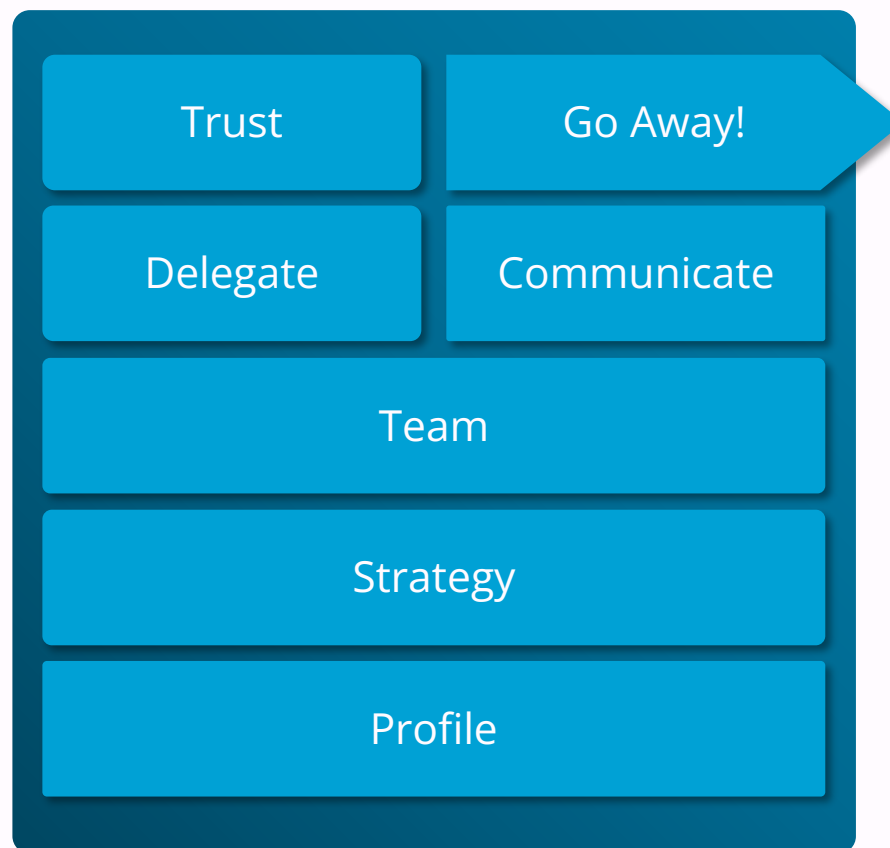 Trust
Go Away!
Delegate
Communicate
Team
Strategy
Profile